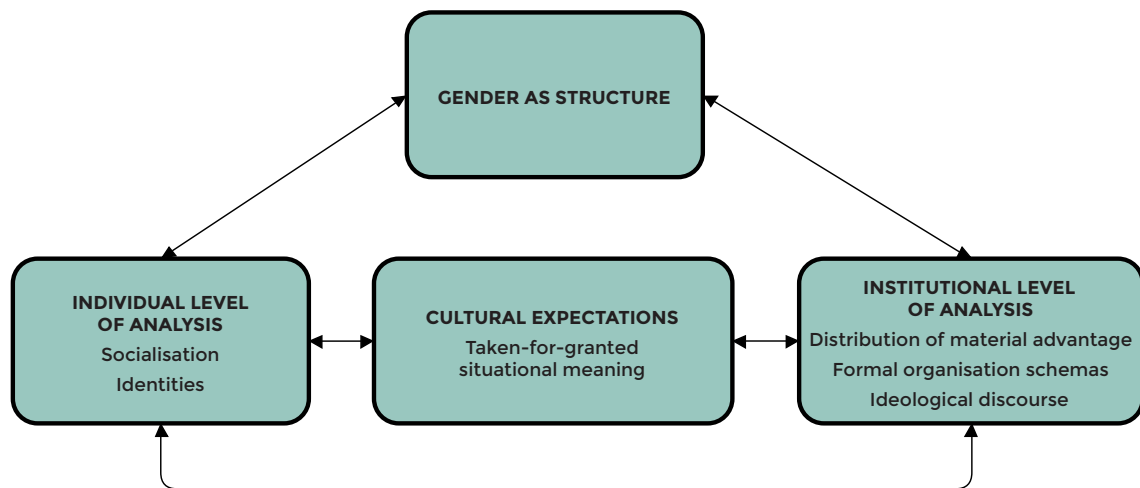 GENDER AS STRUCTURE
INDIVIDUAL LEVEL
OF ANALYSIS
Socialisation
Identities
CULTURAL EXPECTATIONS
Taken-for-granted
situational meaning
INSTITUTIONAL LEVEL
OF ANALYSIS
Distribution of material advantage
Formal organisation schemas
Ideological discourse